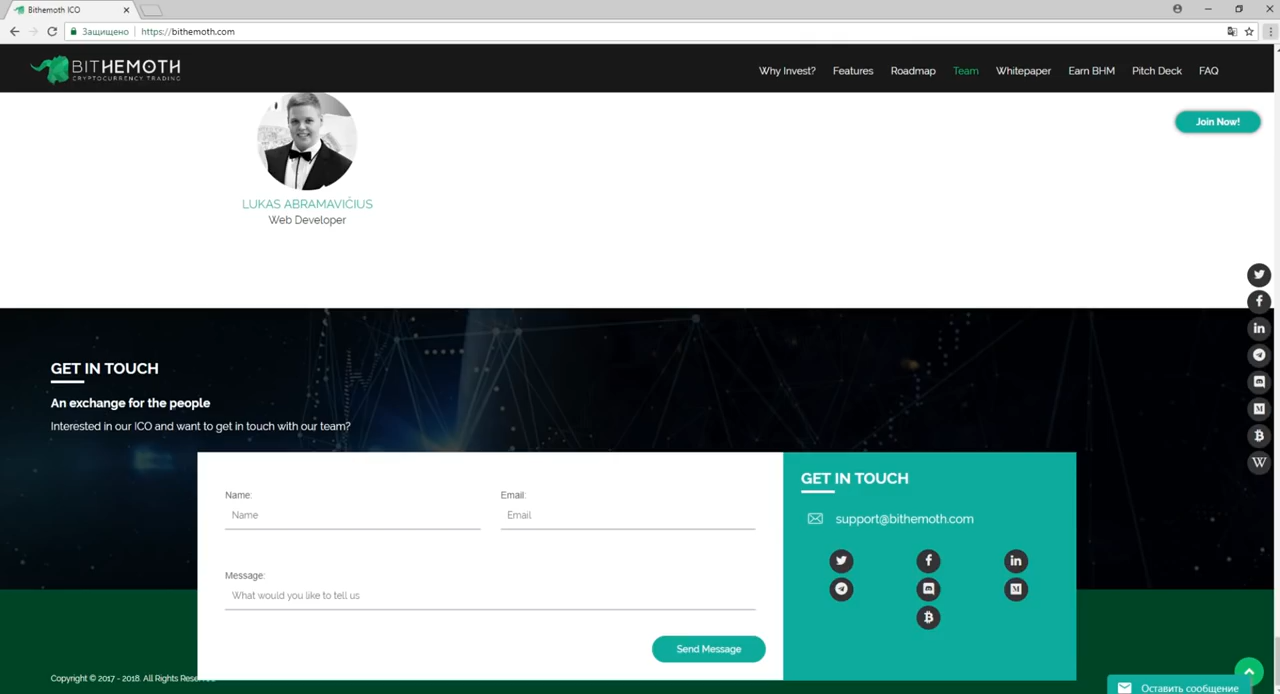 Bithemoth ICO
Защищено
https://bithemoth.com
BITHEMOTH
CRYPTOCURRENCY TRADING
Why Invest? Features Roadmap Team Whitepaper Earn BHM Pitch Deck FAQ
Join Now!
LUKAS ABRAMAVIČIUS
Web Developer
GET IN TOUCH
An exchange for the people
Interested in our ICO and want to get in touch with our team?
Name:
Name
Email:
Email
Message:
What would you like to tell us
Send Message
GET IN TOUCH
support@bithemoth.com
Copyright © 2017 - 2018. All Rights
Оставить сообщение